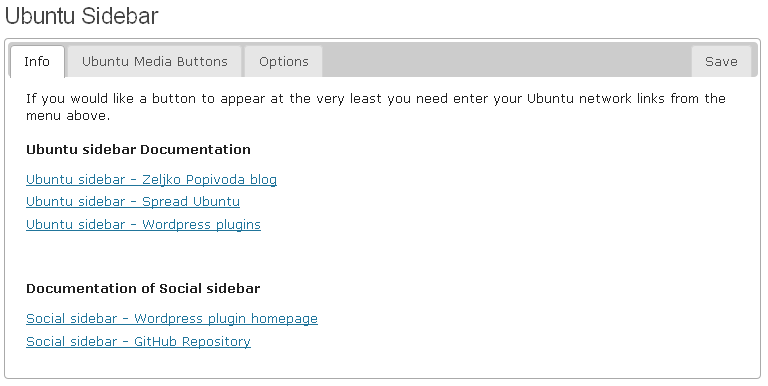 Ubuntu Sidebar
Info
Ubuntu Media Buttons
Options
Save
If you would like a button to appear at the very least you need enter your Ubuntu network links from the
menu above.
Ubuntu sidebar Documentation
Ubuntu sidebar - Zeljko Popivoda blog
Ubuntu sidebar - Spread Ubuntu
Ubuntu sidebar - Wordpress plugins
Documentation of Social sidebar
Social sidebar - Wordpress plugin homepage
Social sidebar - GitHub Repository